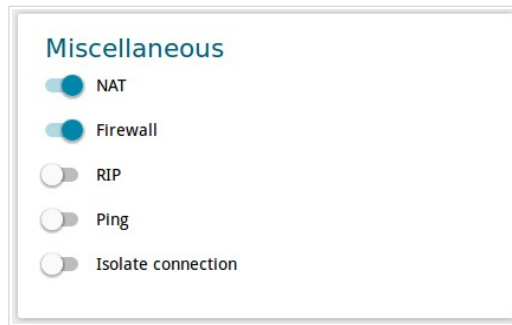 Miscellaneous
NAT
Firewall
RIP
Ping
Isolate connection